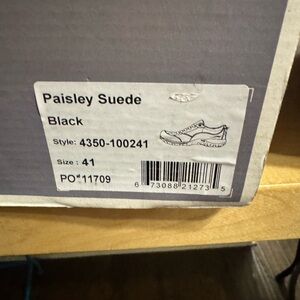 Paisley Suede
Black
Style: 4350-100241
Size: 41
PO#11709
6 73088 21273 5